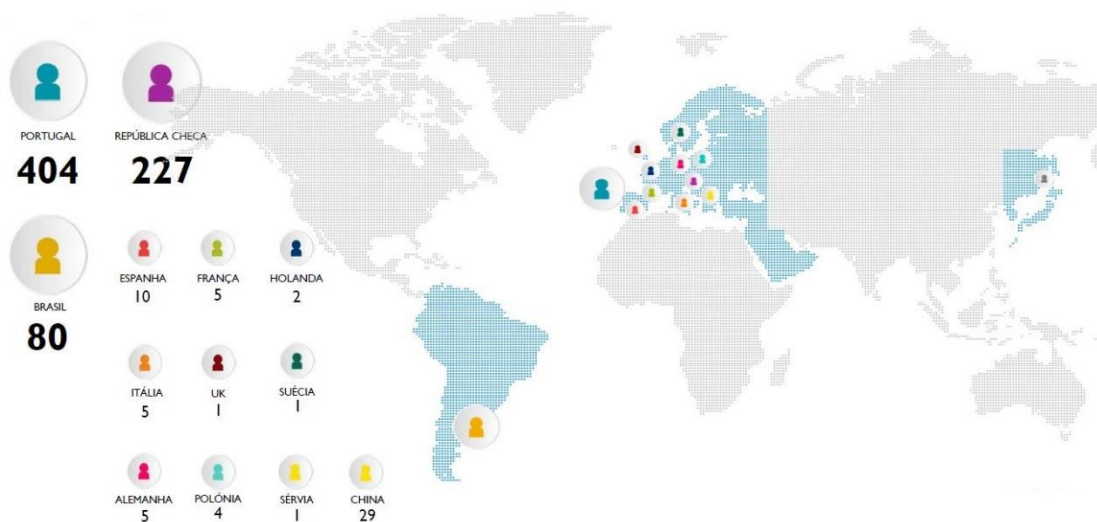 PORTUGAL
404
REPÚBLICA CHECA
227
BRASIL
80
ESPANHA
10
FRANÇA
5
HOLANDA
2
ITÁLIA
5
UK
1
SUÉCIA
1
ALEMANHA
5
POLÓNIA
4
SÉRVIA
1
CHINA
29